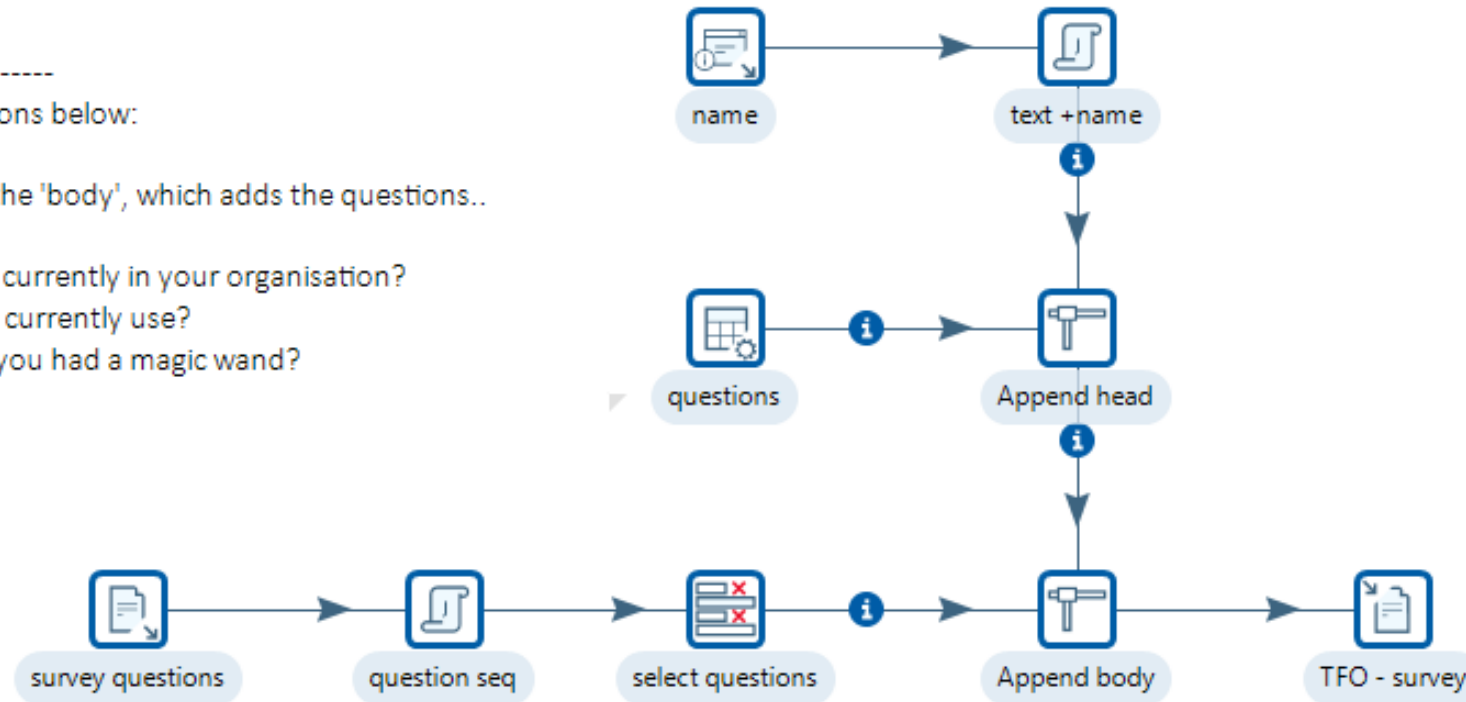 ------
ons below:
he 'body', which adds the questions..
currently in your organisation?
currently use?
you had a magic wand?
name
text +name
questions
Append head
survey questions
question seq
select questions
Append body
TFO - survey